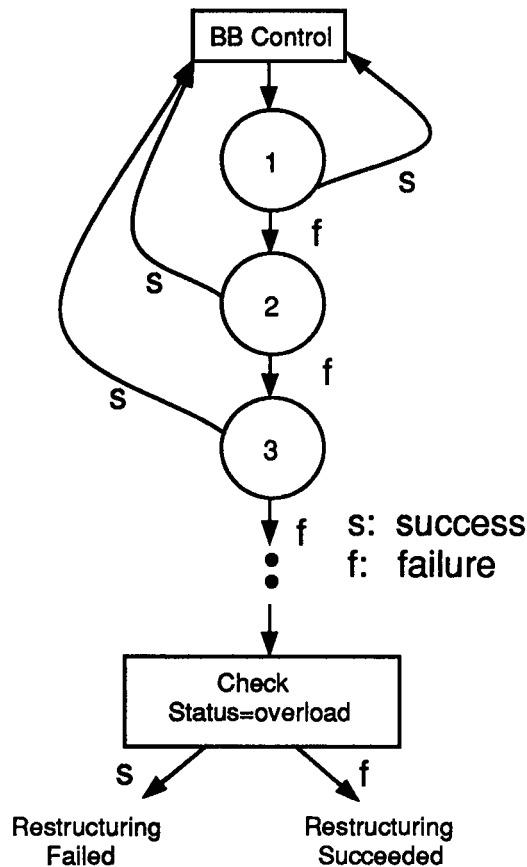 BB Control
1
s
f
2
s
f
3
s
f
s: success
f: failure
Check
Status=overload
s
f
Restructuring
Failed
Restructuring
Succeeded